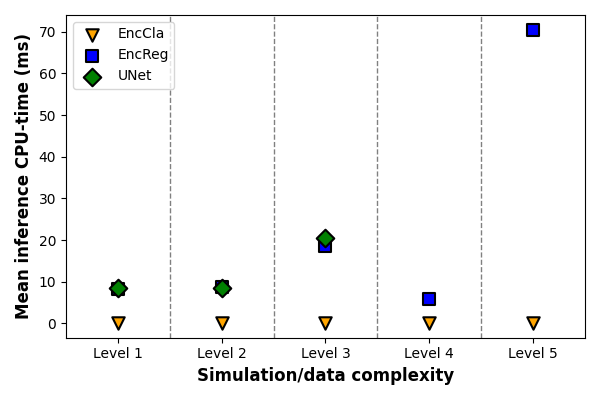 EncCla
EncReg
UNet
Mean inference CPU-time (ms)
70
60
50
40
30
20
10
0
Level 1 Level 2 Level 3 Level 4 Level 5
Simulation/data complexity